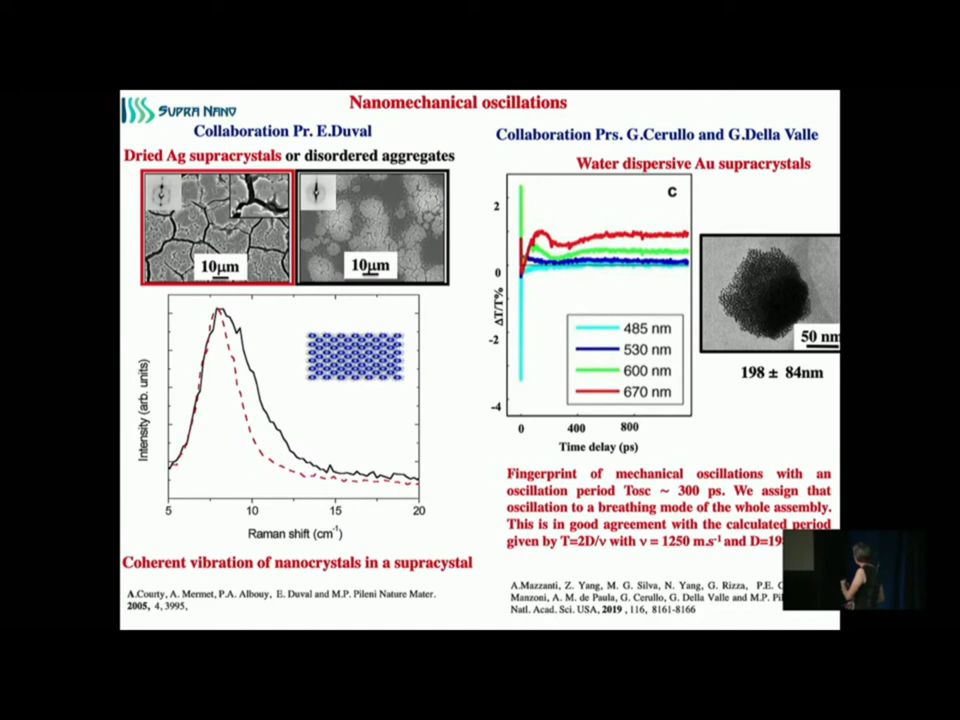 Nanomechanical oscillations
SUPRA NANO
Collaboration Pr. E.Duval
Dried Ag supracrystals or disordered aggregates
10μm
10μm
Intensity (arb. units)
5
10
15
20
Raman shift (cm-1)
Coherent vibration of nanocrystals in a supracystal
A.Courty, A. Mermet, P.A. Albouy, E. Duval and M.P. Pileni Nature Mater.
2005, 4, 3995,
Collaboration Prs. G.Cerullo and G.Della Valle
Water dispersive Au supracrystals
C
2
0
-2
-4
ΔT/T%
485 nm
530 nm
600 nm
670 nm
0
400
800
Time delay (ps)
50 nm
198 ± 84nm
Fingerprint of mechanical oscillations with an
oscillation period Tosc ~ 300 ps. We assign that
oscillation to a breathing mode of the whole assembly.
This is in good agreement with the calculated period
given by T=2D/ν with ν = 1250 m.s-1 and
A.Mazzanti, Z. Yang, M. G. Silva, N. Yang, G. Rizza, P.E.
Manzoni, A. M. de Paula, G. Cerullo, G. Della Valle and M.P.
Natl. Acad. Sci. USA, 2019 , 116, 8161-8166